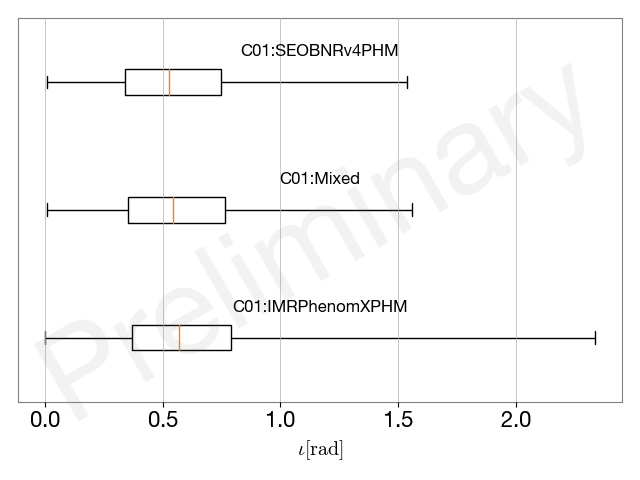 C01:SEOBNRv4PHM
C01:Mixed
C01:IMRPhenomXPHM
Preliminary
0.0 0.5 1.0 1.5 2.0
ι[rad]